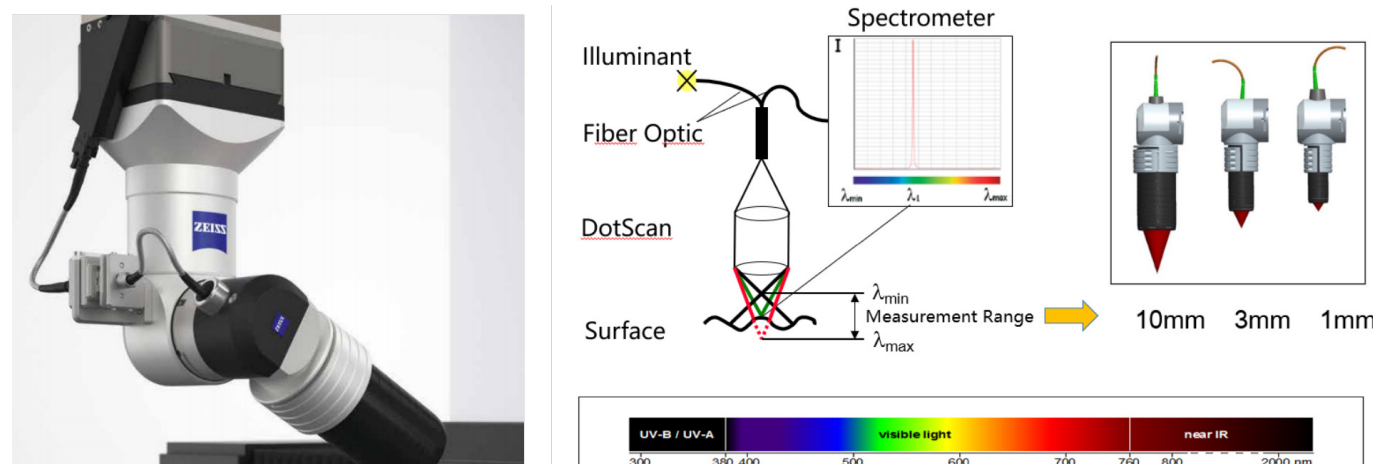 ZEISS
ZEISS
Spectrometer
Illuminant
I
Fiber Optic
λmin
λ1
λmax
DotScan
λmin
Measurement Range
λmax
Surface
10mm
3mm
1mm
UV-B / UV-A
visible light
near IR
300
380
400
500
600
700
760
800
2000 nm